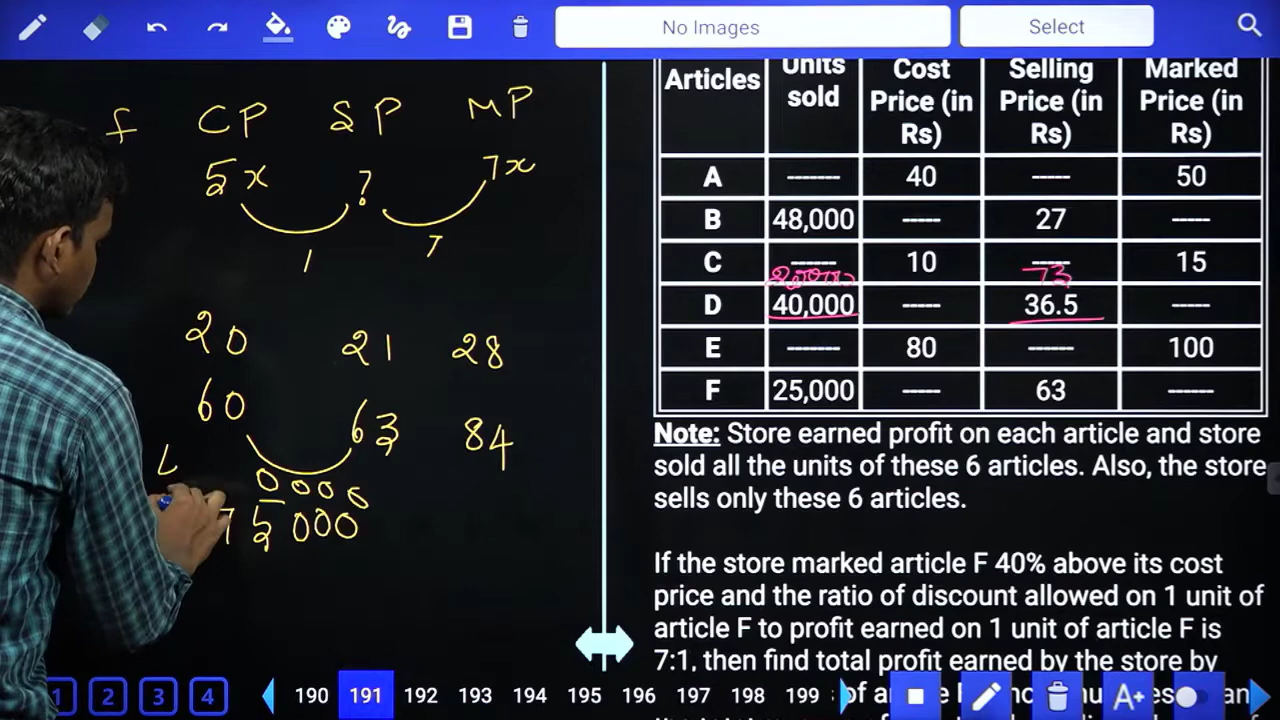 No Images
Select
f CP SP MP
5x ? 7x
1 7
20 21 28
60 63 84
0000
75000
Articles Units sold Cost Price (in Rs) Selling Price (in Rs) Marked Price (in Rs)
A ------- 40 ----- 50
B 48,000 ----- 27 -----
C ------ 10 ----- 15
73
D 40,000 ----- 36.5 -----
E ------- 80 ------ 100
F 25,000 ----- 63 ------
Note: Store earned profit on each article and store
sold all the units of these 6 articles. Also, the store
sells only these 6 articles.
If the store marked article F 40% above its cost
price and the ratio of discount allowed on 1 unit of
article F to profit earned on 1 unit of article F is
7:1, then find total profit earned by the store by
1 2 3 4 190 191 192 193 194 195 196 197 198 199
A+